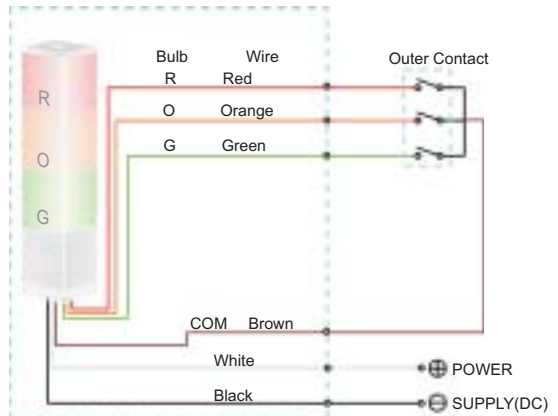 Bulb Wire Outer Contact
R Red
R
O Orange
G Green
O
G
COM Brown
White POWER
Black SUPPLY(DC)